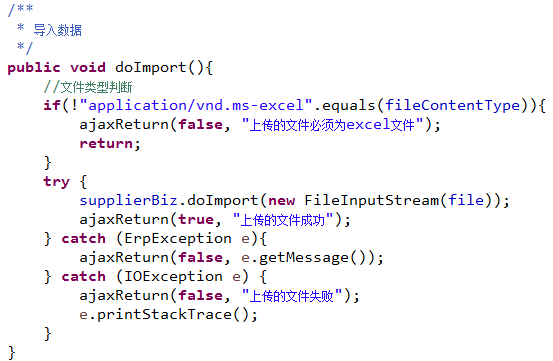 /**
 * 导入数据
 */
public void doImport(){
    //文件类型判断
    if(!"application/vnd.ms-excel".equals(fileContentType)){
        ajaxReturn(false, "上传的文件必须为excel文件");
        return;
    }
    try {
        supplierBiz.doImport(new FileInputStream(file));
        ajaxReturn(true, "上传的文件成功");
    } catch (ErpException e){
        ajaxReturn(false, e.getMessage());
    } catch (IOException e) {
        ajaxReturn(false, "上传的文件失败");
        e.printStackTrace();
    }
}